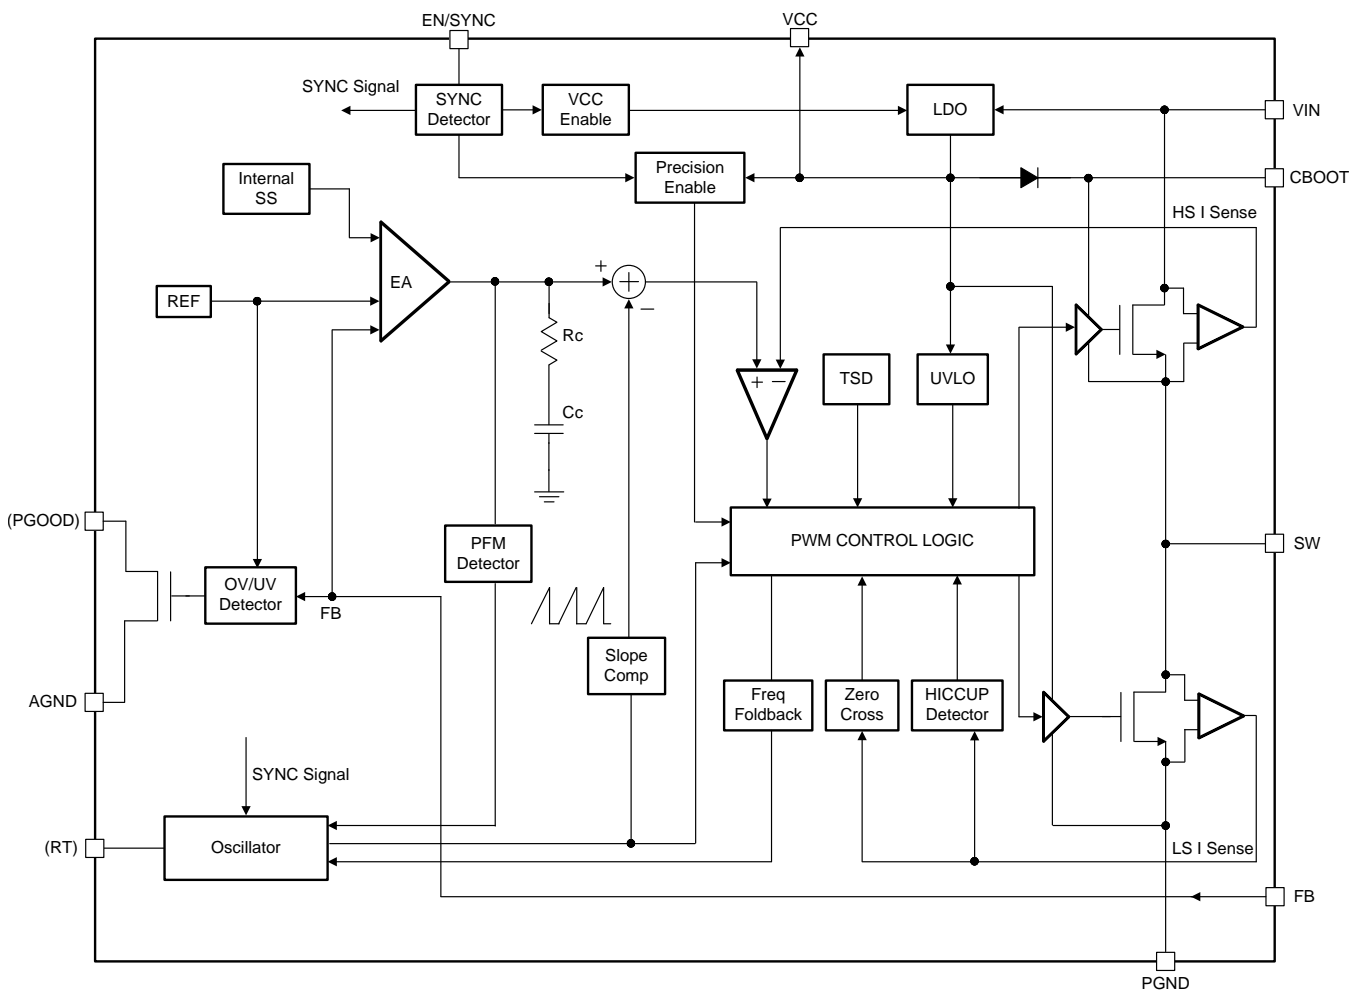 EN/SYNC
VCC
SYNC Signal
SYNC
Detector
VCC
Enable
LDO
VIN
Internal
SS
Precision
Enable
CBOOT
HS I Sense
EA
+
+
−
REF
Rc
+ −
TSD
UVLO
Cc
(PGOOD)
PFM
Detector
PWM CONTROL LOGIC
SW
OV/UV
Detector
FB
Slope
Comp
AGND
Freq
Foldback
Zero
Cross
HICCUP
Detector
SYNC Signal
(RT)
Oscillator
LS I Sense
FB
PGND